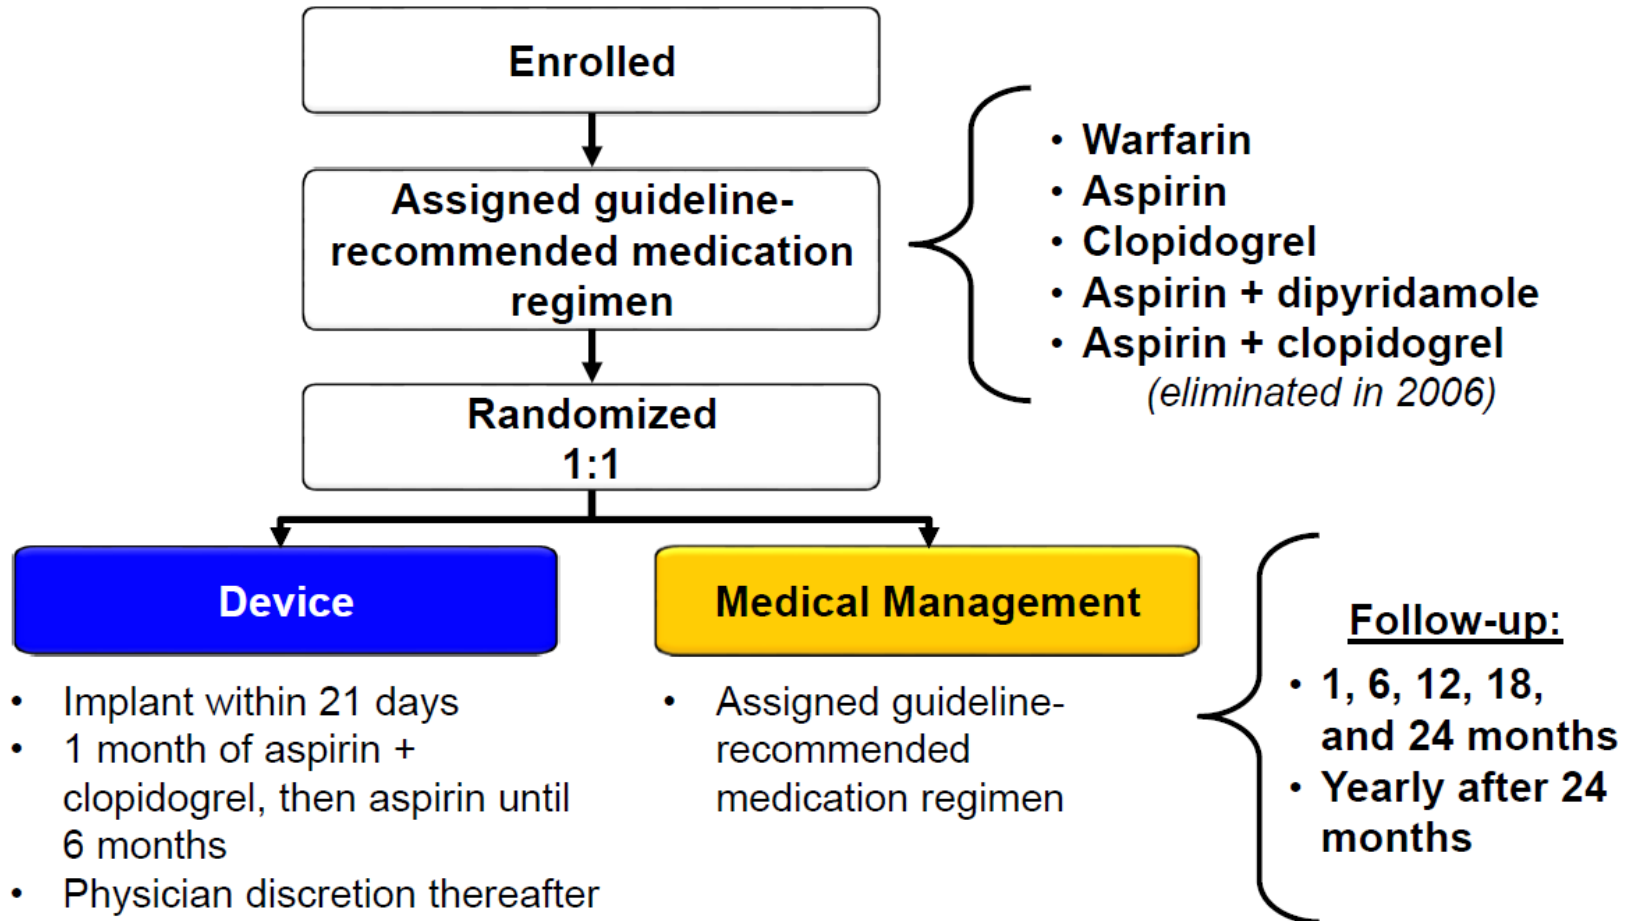 Enrolled
Assigned guideline-
recommended medication
regimen
• Warfarin
• Aspirin
• Clopidogrel
• Aspirin + dipyridamole
• Aspirin + clopidogrel
(eliminated in 2006)
Randomized
1:1
Device
• Implant within 21 days
• 1 month of aspirin +
clopidogrel, then aspirin until
6 months
• Physician discretion thereafter
Medical Management
• Assigned guideline-
recommended
medication regimen
Follow-up:
• 1, 6, 12, 18,
and 24 months
• Yearly after 24
months